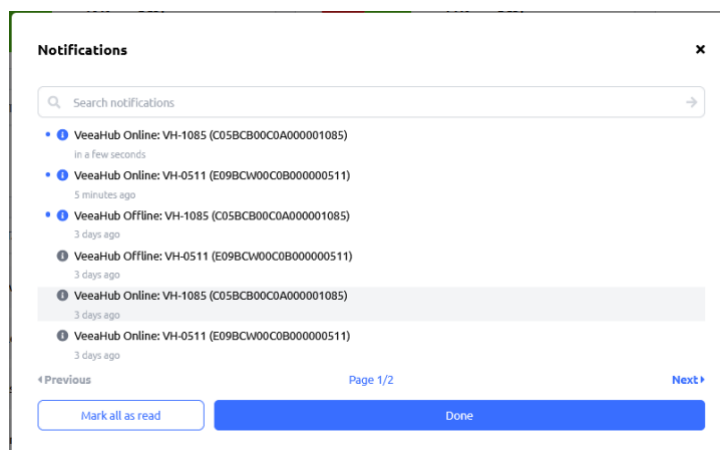 Notifications
Search notifications
VeeaHub Online: VH-1085 (C05BCB00C0A000001085)
in a few seconds
VeeaHub Online: VH-0511 (E09BCW00C0B000000511)
5 minutes ago
VeeaHub Offline: VH-1085 (C05BCB00C0A000001085)
3 days ago
VeeaHub Offline: VH-0511 (E09BCW00C0B000000511)
3 days ago
VeeaHub Online: VH-1085 (C05BCB00C0A000001085)
3 days ago
VeeaHub Online: VH-0511 (E09BCW00C0B000000511)
3 days ago
Previous Page 1/2 Next
Mark all as read Done